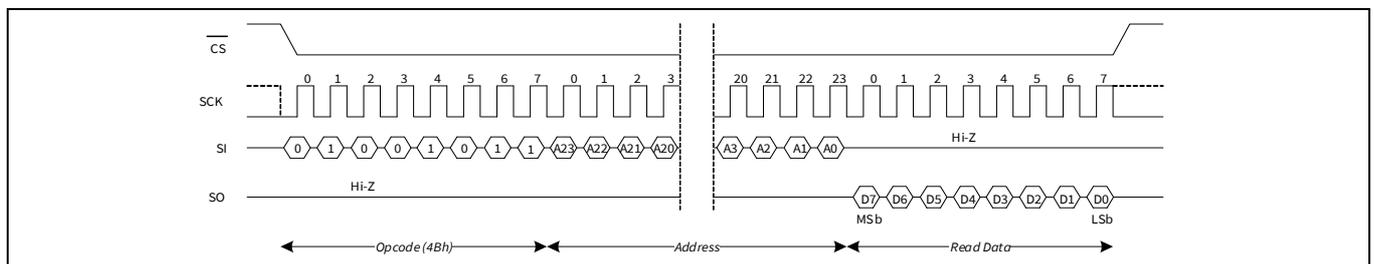 CS
0 1 2 3 4 5 6 7 0 1 2 3 20 21 22 23 0 1 2 3 4 5 6 7
SCK
Hi-Z
SI 0 1 0 0 1 0 1 1 A23 A22 A21 A20 A3 A2 A1 A0
Hi-Z
SO D7 D6 D5 D4 D3 D2 D1 D0
MSb LSb
Opcode (4Bh) Address Read Data